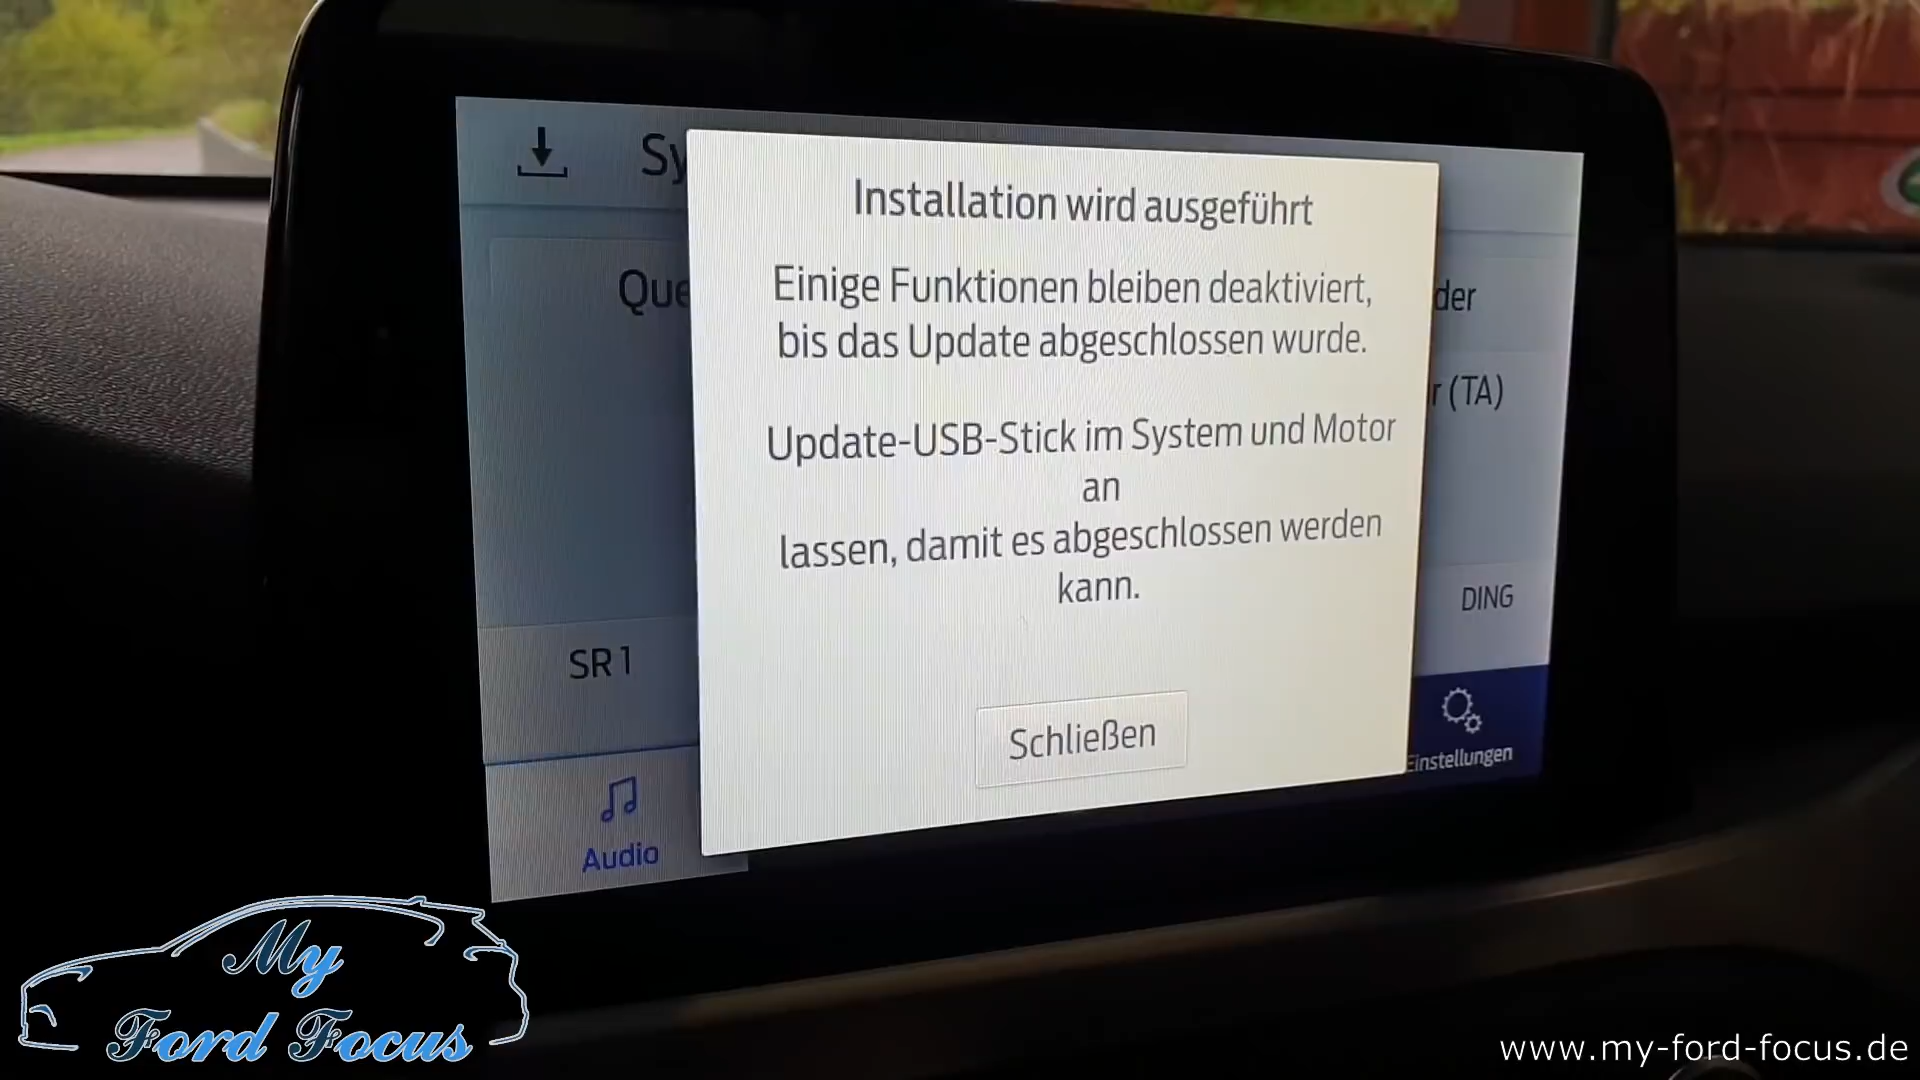 Sy
Installation wird ausgeführt
Que
Einige Funktionen bleiben deaktiviert,
der
bis das Update abgeschlossen wurde.
r (TA)
Update-USB-Stick im System und Motor
an
lassen, damit es abgeschlossen werden
kann.
DING
SR 1
Schließen
Einstellungen
Audio
My
Ford Focus
www.my-ford-focus.de